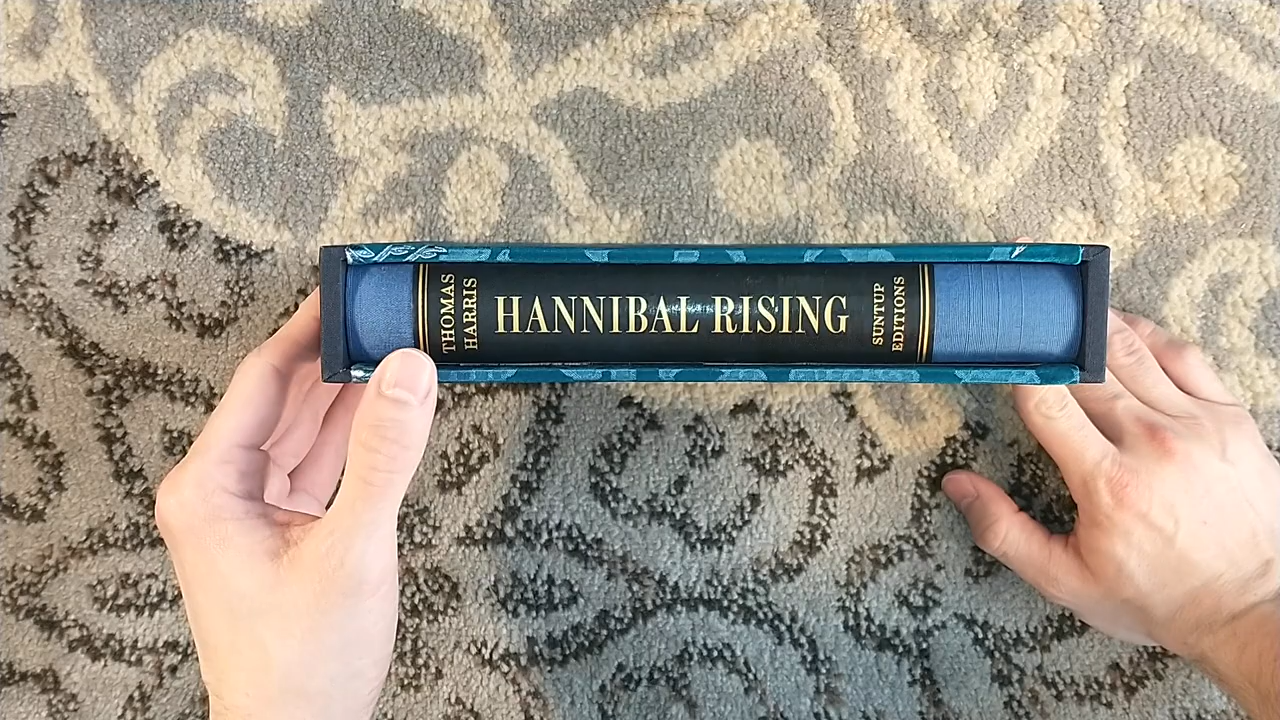 THOMAS
HARRIS
HANNIBAL RISING
SUNTUP
EDITIONS